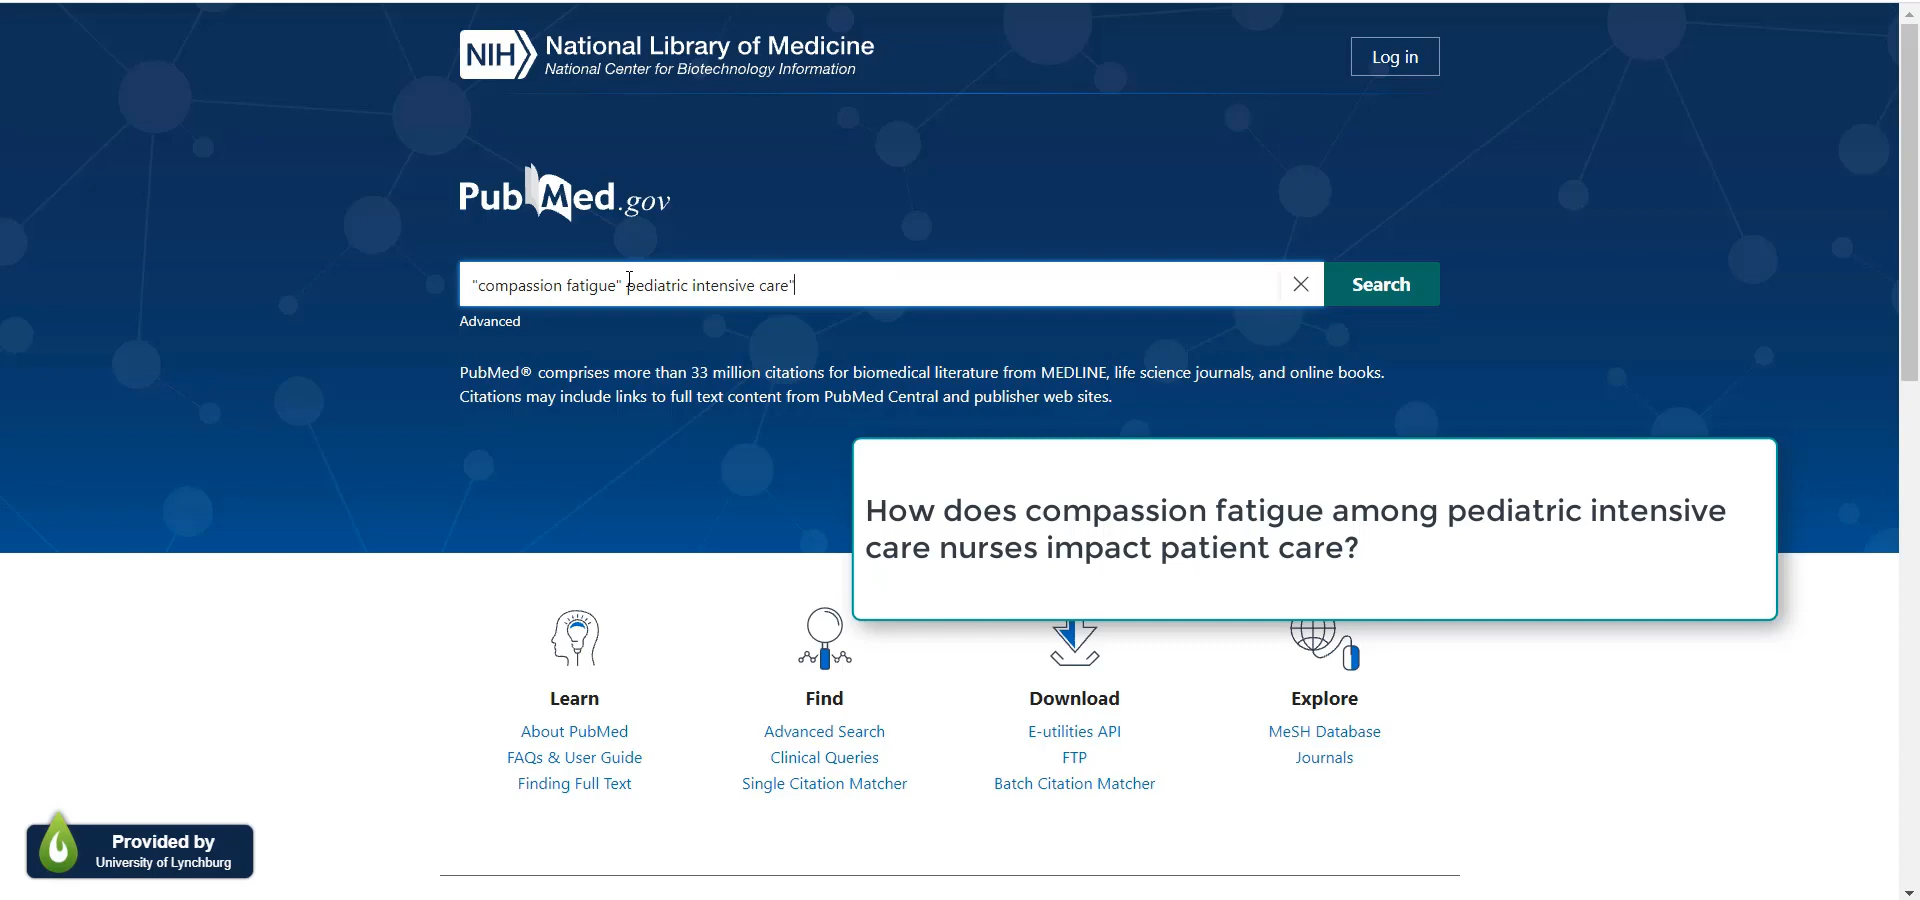 NIH
National Library of Medicine
National Center for Biotechnology Information
Log in
PubMed.gov
"compassion fatigue" pediatric intensive care"
Search
Advanced
PubMed® comprises more than 33 million citations for biomedical literature from MEDLINE, life science journals, and online books.
Citations may include links to full text content from PubMed Central and publisher web sites.
How does compassion fatigue among pediatric intensive
care nurses impact patient care?
Learn
About PubMed
FAQs & User Guide
Finding Full Text
Find
Advanced Search
Clinical Queries
Single Citation Matcher
Download
E-utilities API
FTP
Batch Citation Matcher
Explore
MeSH Database
Journals
Provided by
University of Lynchburg